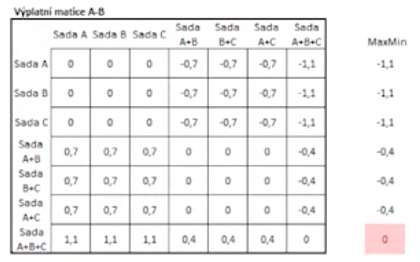 Výplatní matice A-B
Sada A Sada B Sada C Sada A+B Sada B+C Sada A+C Sada A+B+C MaxMin
Sada A 0 0 0 -0,7 -0,7 -0,7 -1,1 -1,1
Sada B 0 0 0 -0,7 -0,7 -0,7 -1,1 -1,1
Sada C 0 0 0 -0,7 -0,7 -0,7 -1,1 -1,1
Sada A+B 0,7 0,7 0,7 0 0 0 -0,4 -0,4
Sada B+C 0,7 0,7 0,7 0 0 0 -0,4 -0,4
Sada A+C 0,7 0,7 0,7 0 0 0 -0,4 -0,4
Sada A+B+C 1,1 1,1 1,1 0,4 0,4 0,4 0 0